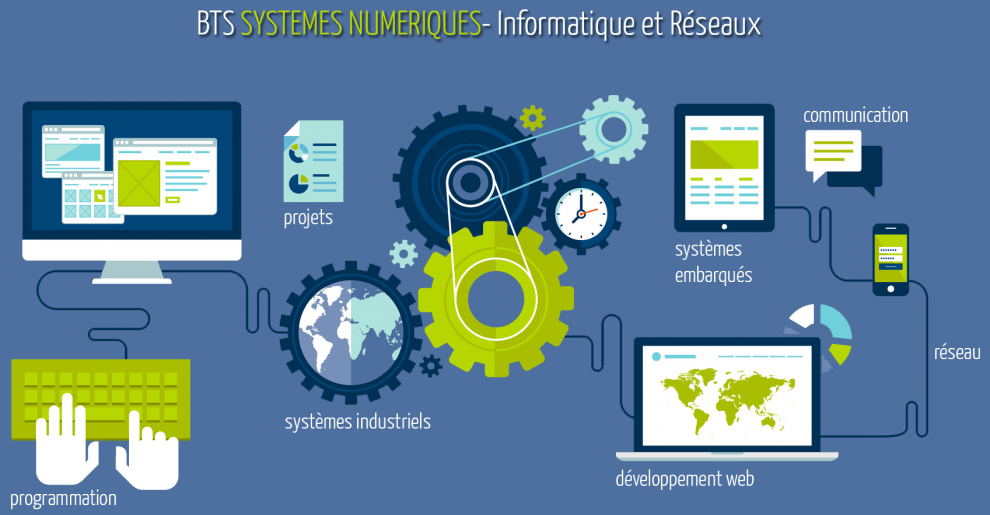 BTS SYSTEMES NUMERIQUES- Informatique et Réseaux
communication
projets
systèmes
embarqués
réseau
systèmes industriels
développement web
programmation